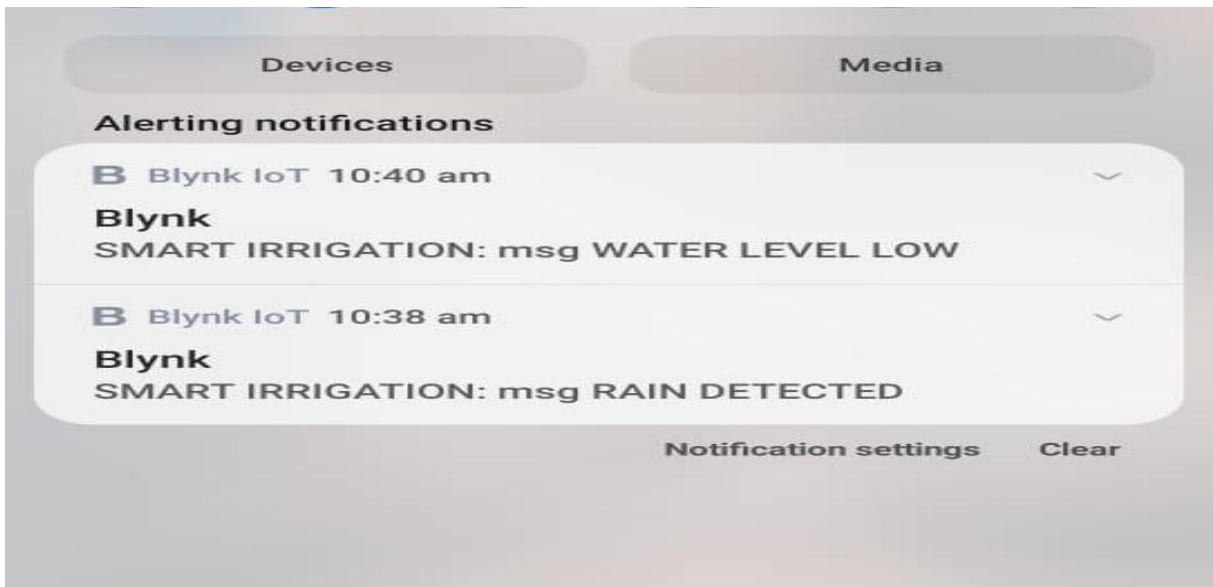 Devices
Media
Alerting notifications
B Blynk IoT 10:40 am
Blynk
SMART IRRIGATION: msg WATER LEVEL LOW
B Blynk IoT 10:38 am
Blynk
SMART IRRIGATION: msg RAIN DETECTED
Notification settings
Clear